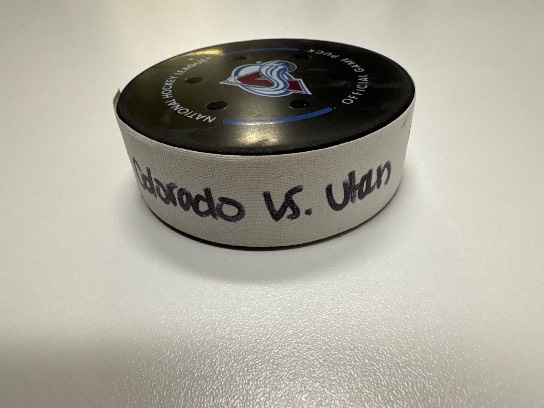 NATIONAL HOCKEY LEAGUE
OFFICIAL GAME PUCK
Colorado vs. Utah